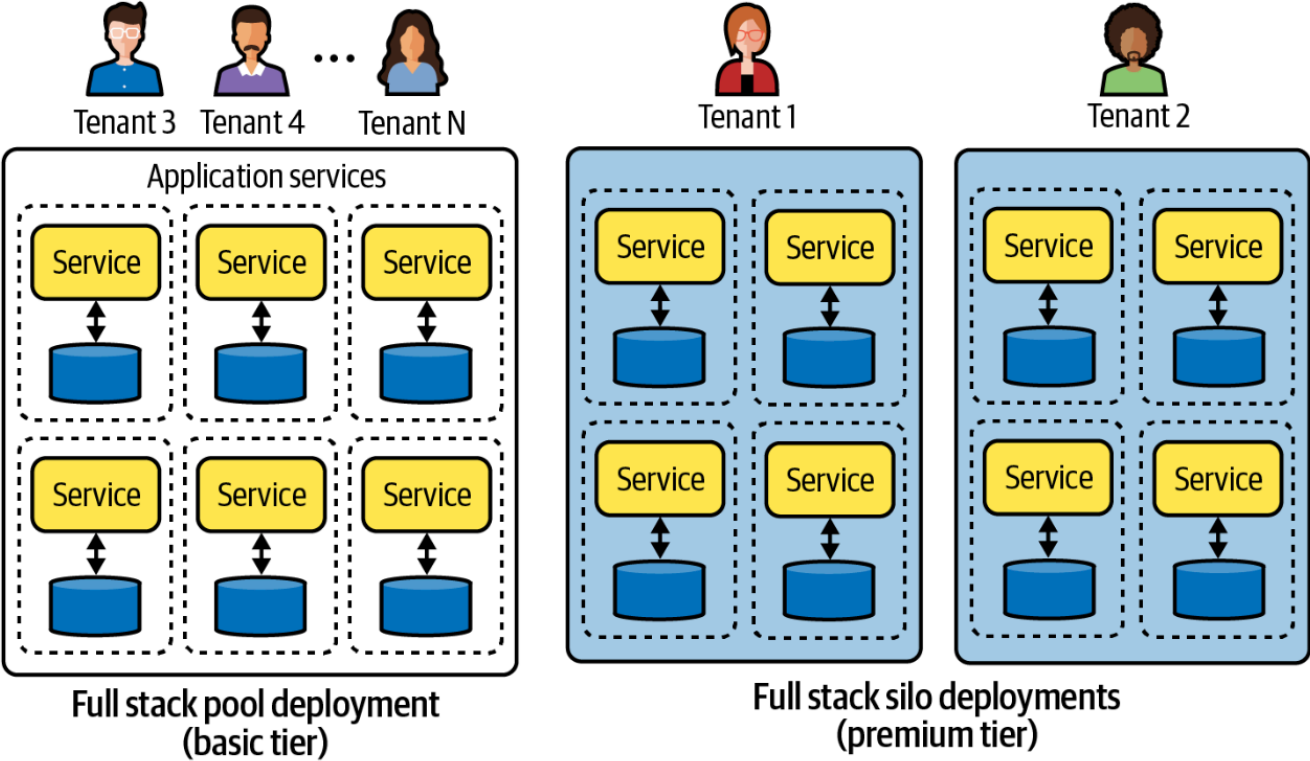 Tenant 3
Tenant 4
...
Tenant N
Tenant 1
Tenant 2
Application services
Service
Service
Service
Service
Service
Service
Full stack pool deployment
(basic tier)
Service
Service
Service
Service
Service
Service
Service
Service
Full stack silo deployments
(premium tier)